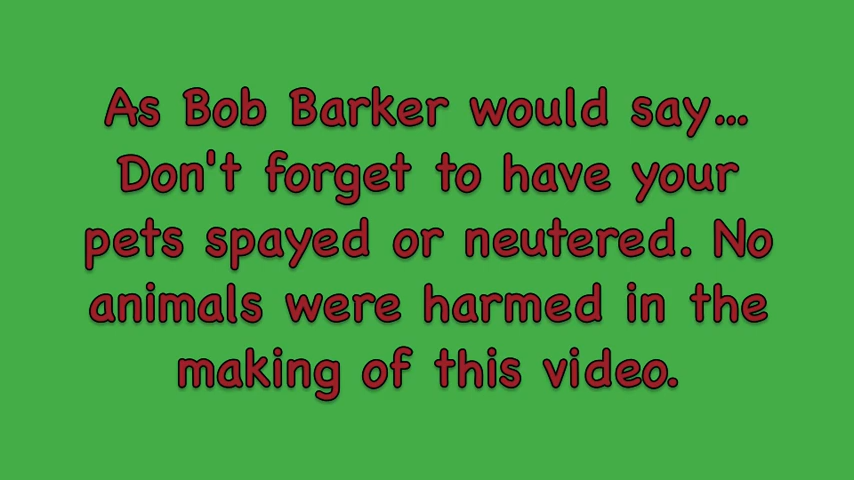 As Bob Barker would say...
Don't forget to have your
pets spayed or neutered. No
animals were harmed in the
making of this video.